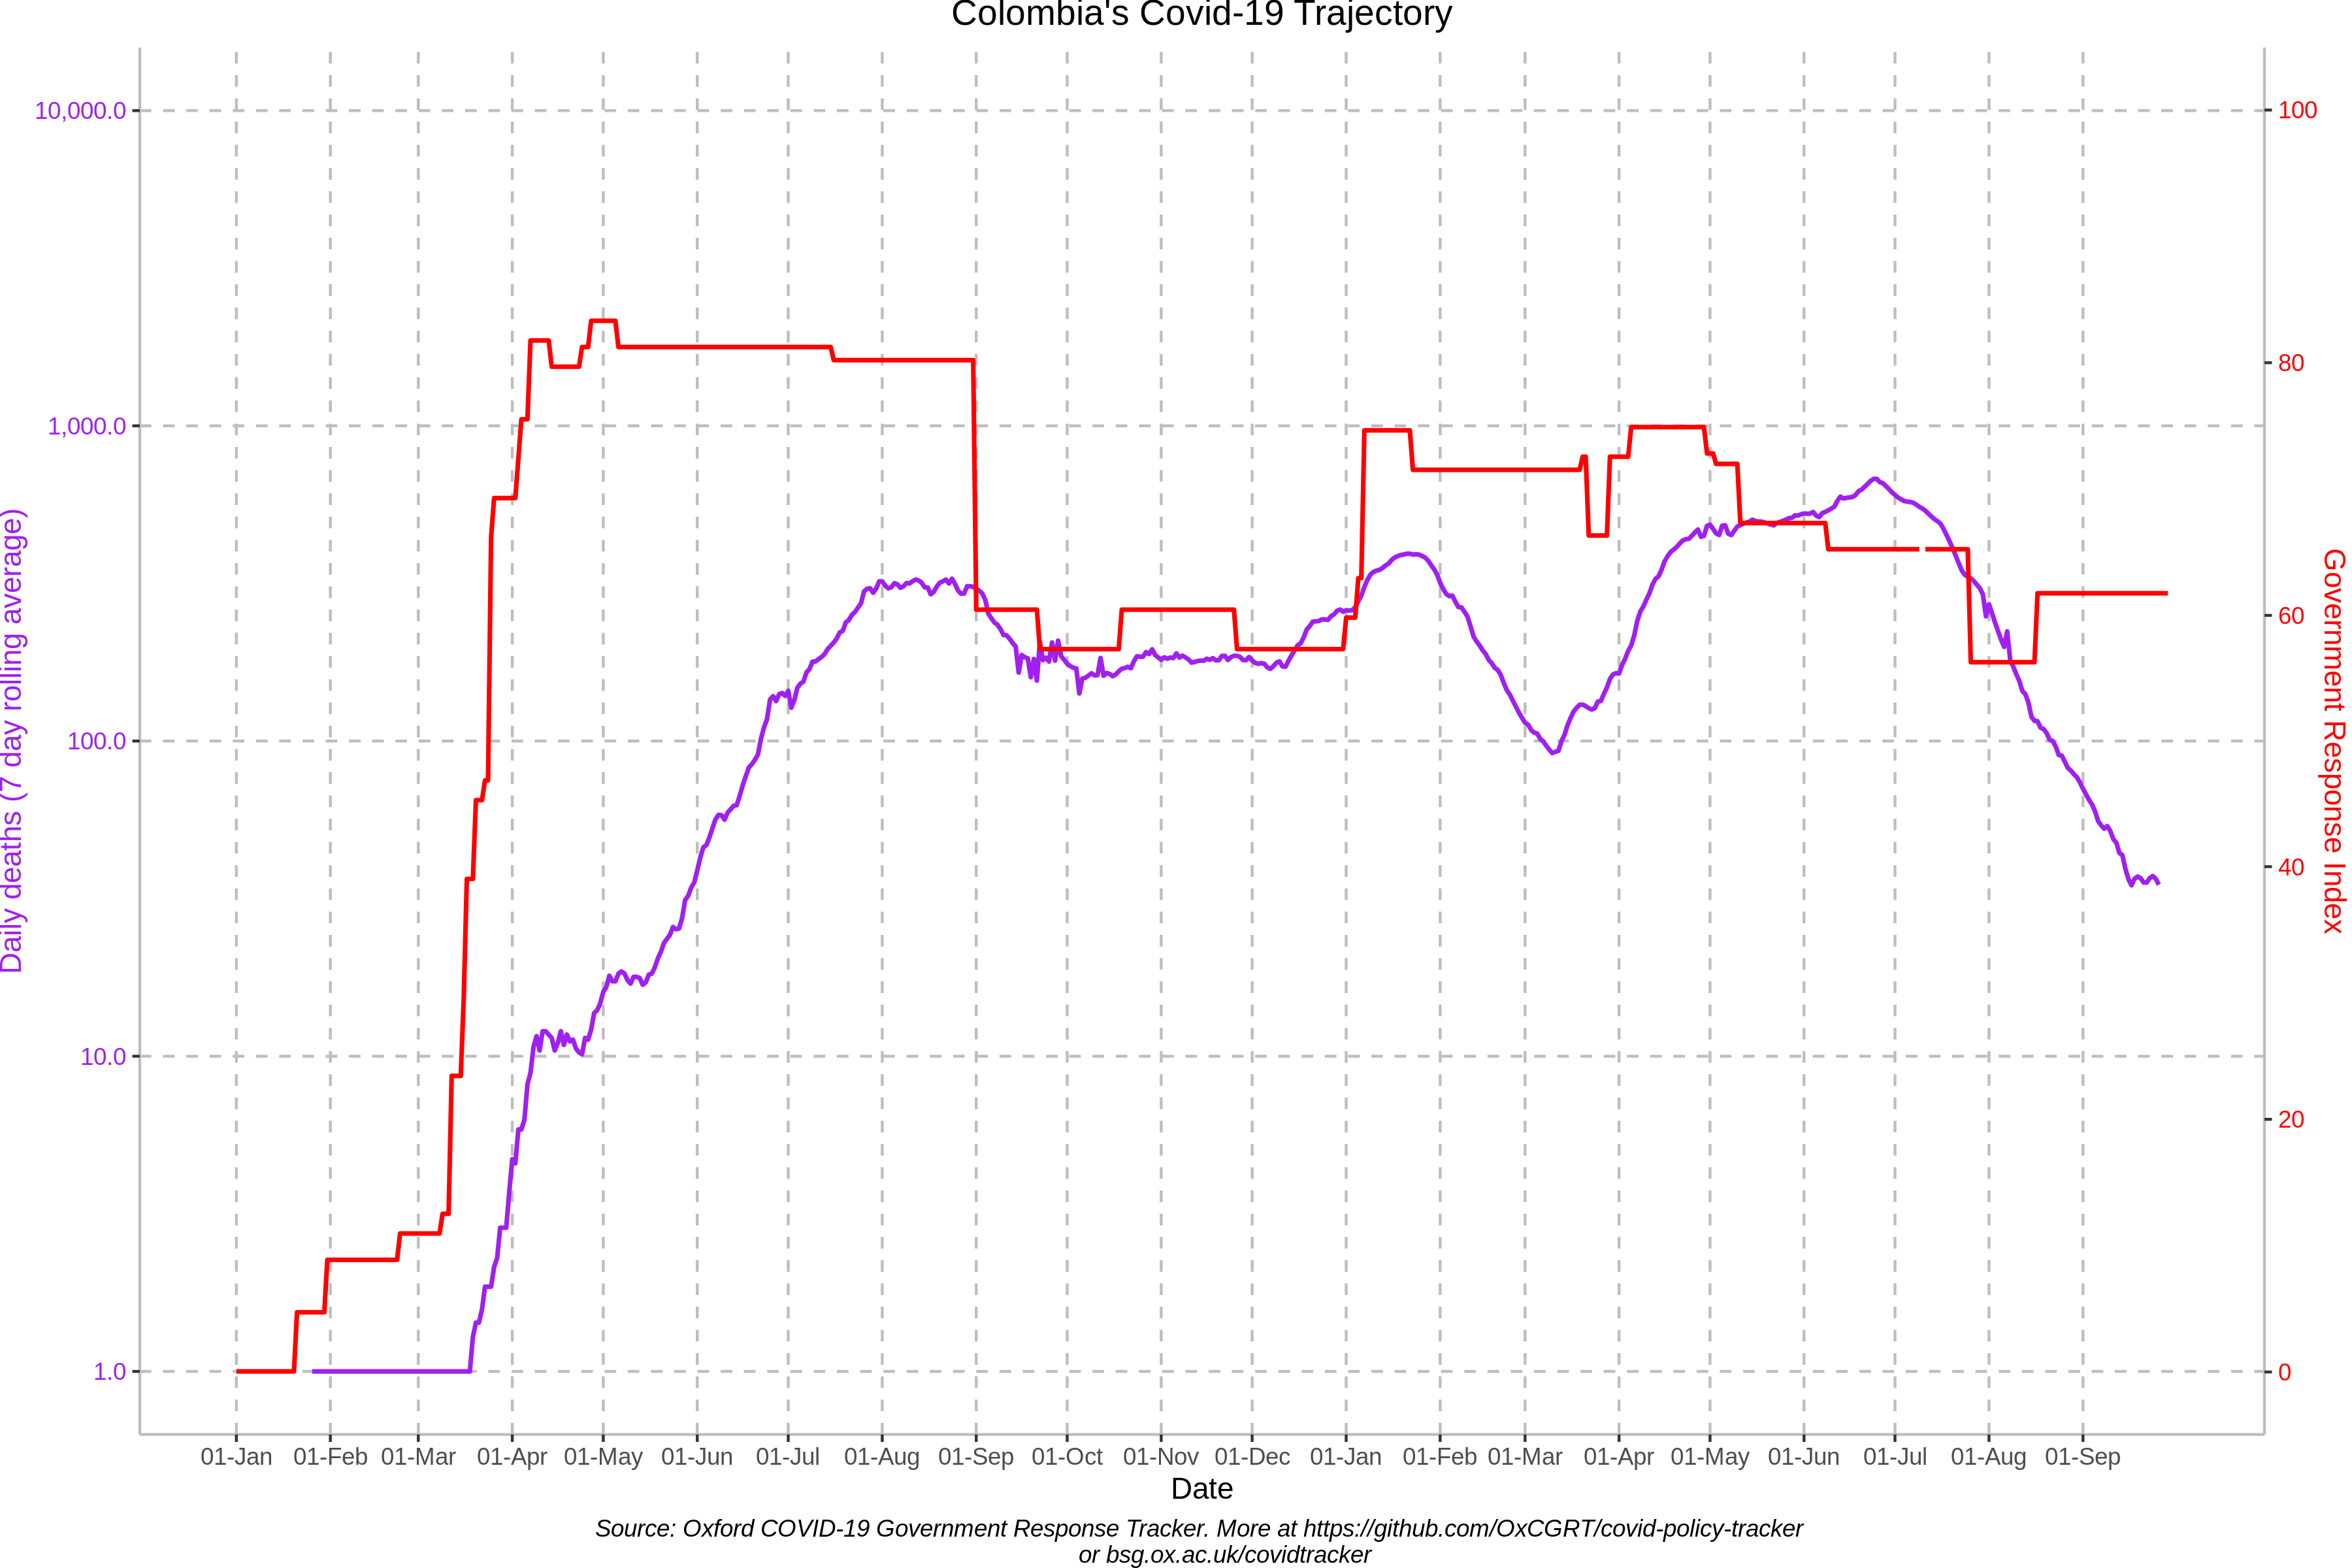 Colombia's Covid-19 Trajectory
10,000.0
1,000.0
100.0
10.0
1.0
Daily deaths (7 day rolling average)
100
80
60
40
20
0
Government Response Index
01-Jan 01-Feb 01-Mar 01-Apr 01-May 01-Jun 01-Jul 01-Aug 01-Sep 01-Oct 01-Nov 01-Dec 01-Jan 01-Feb 01-Mar 01-Apr 01-May 01-Jun 01-Jul 01-Aug 01-Sep
Date
Source: Oxford COVID-19 Government Response Tracker. More at https://github.com/OxCGRT/covid-policy-tracker
or bsg.ox.ac.uk/covidtracker